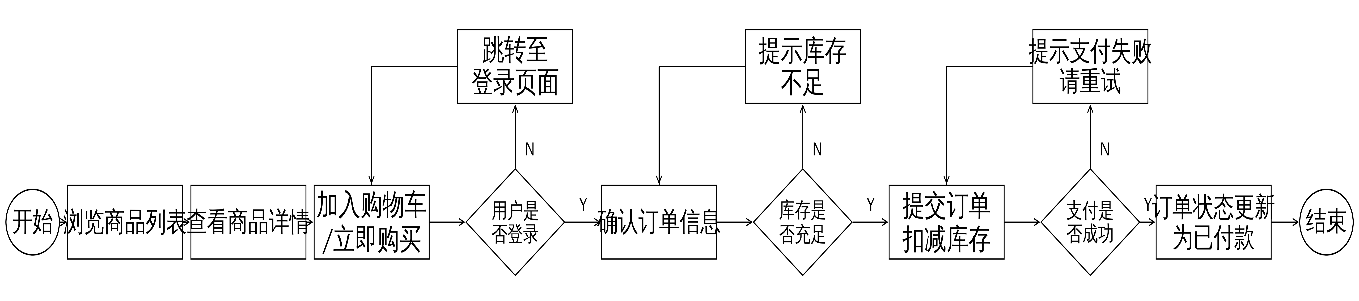 跳转至
登录页面
提示库存
不足
提示支付失败
请重试
N
N
N
开始
浏览商品列表
查看商品详情
加入购物车
/立即购买
用户是
否登录
Y
确认订单信息
库存是
否充足
Y
提交订单
扣减库存
支付是
否成功
Y
订单状态更新
为已付款
结束